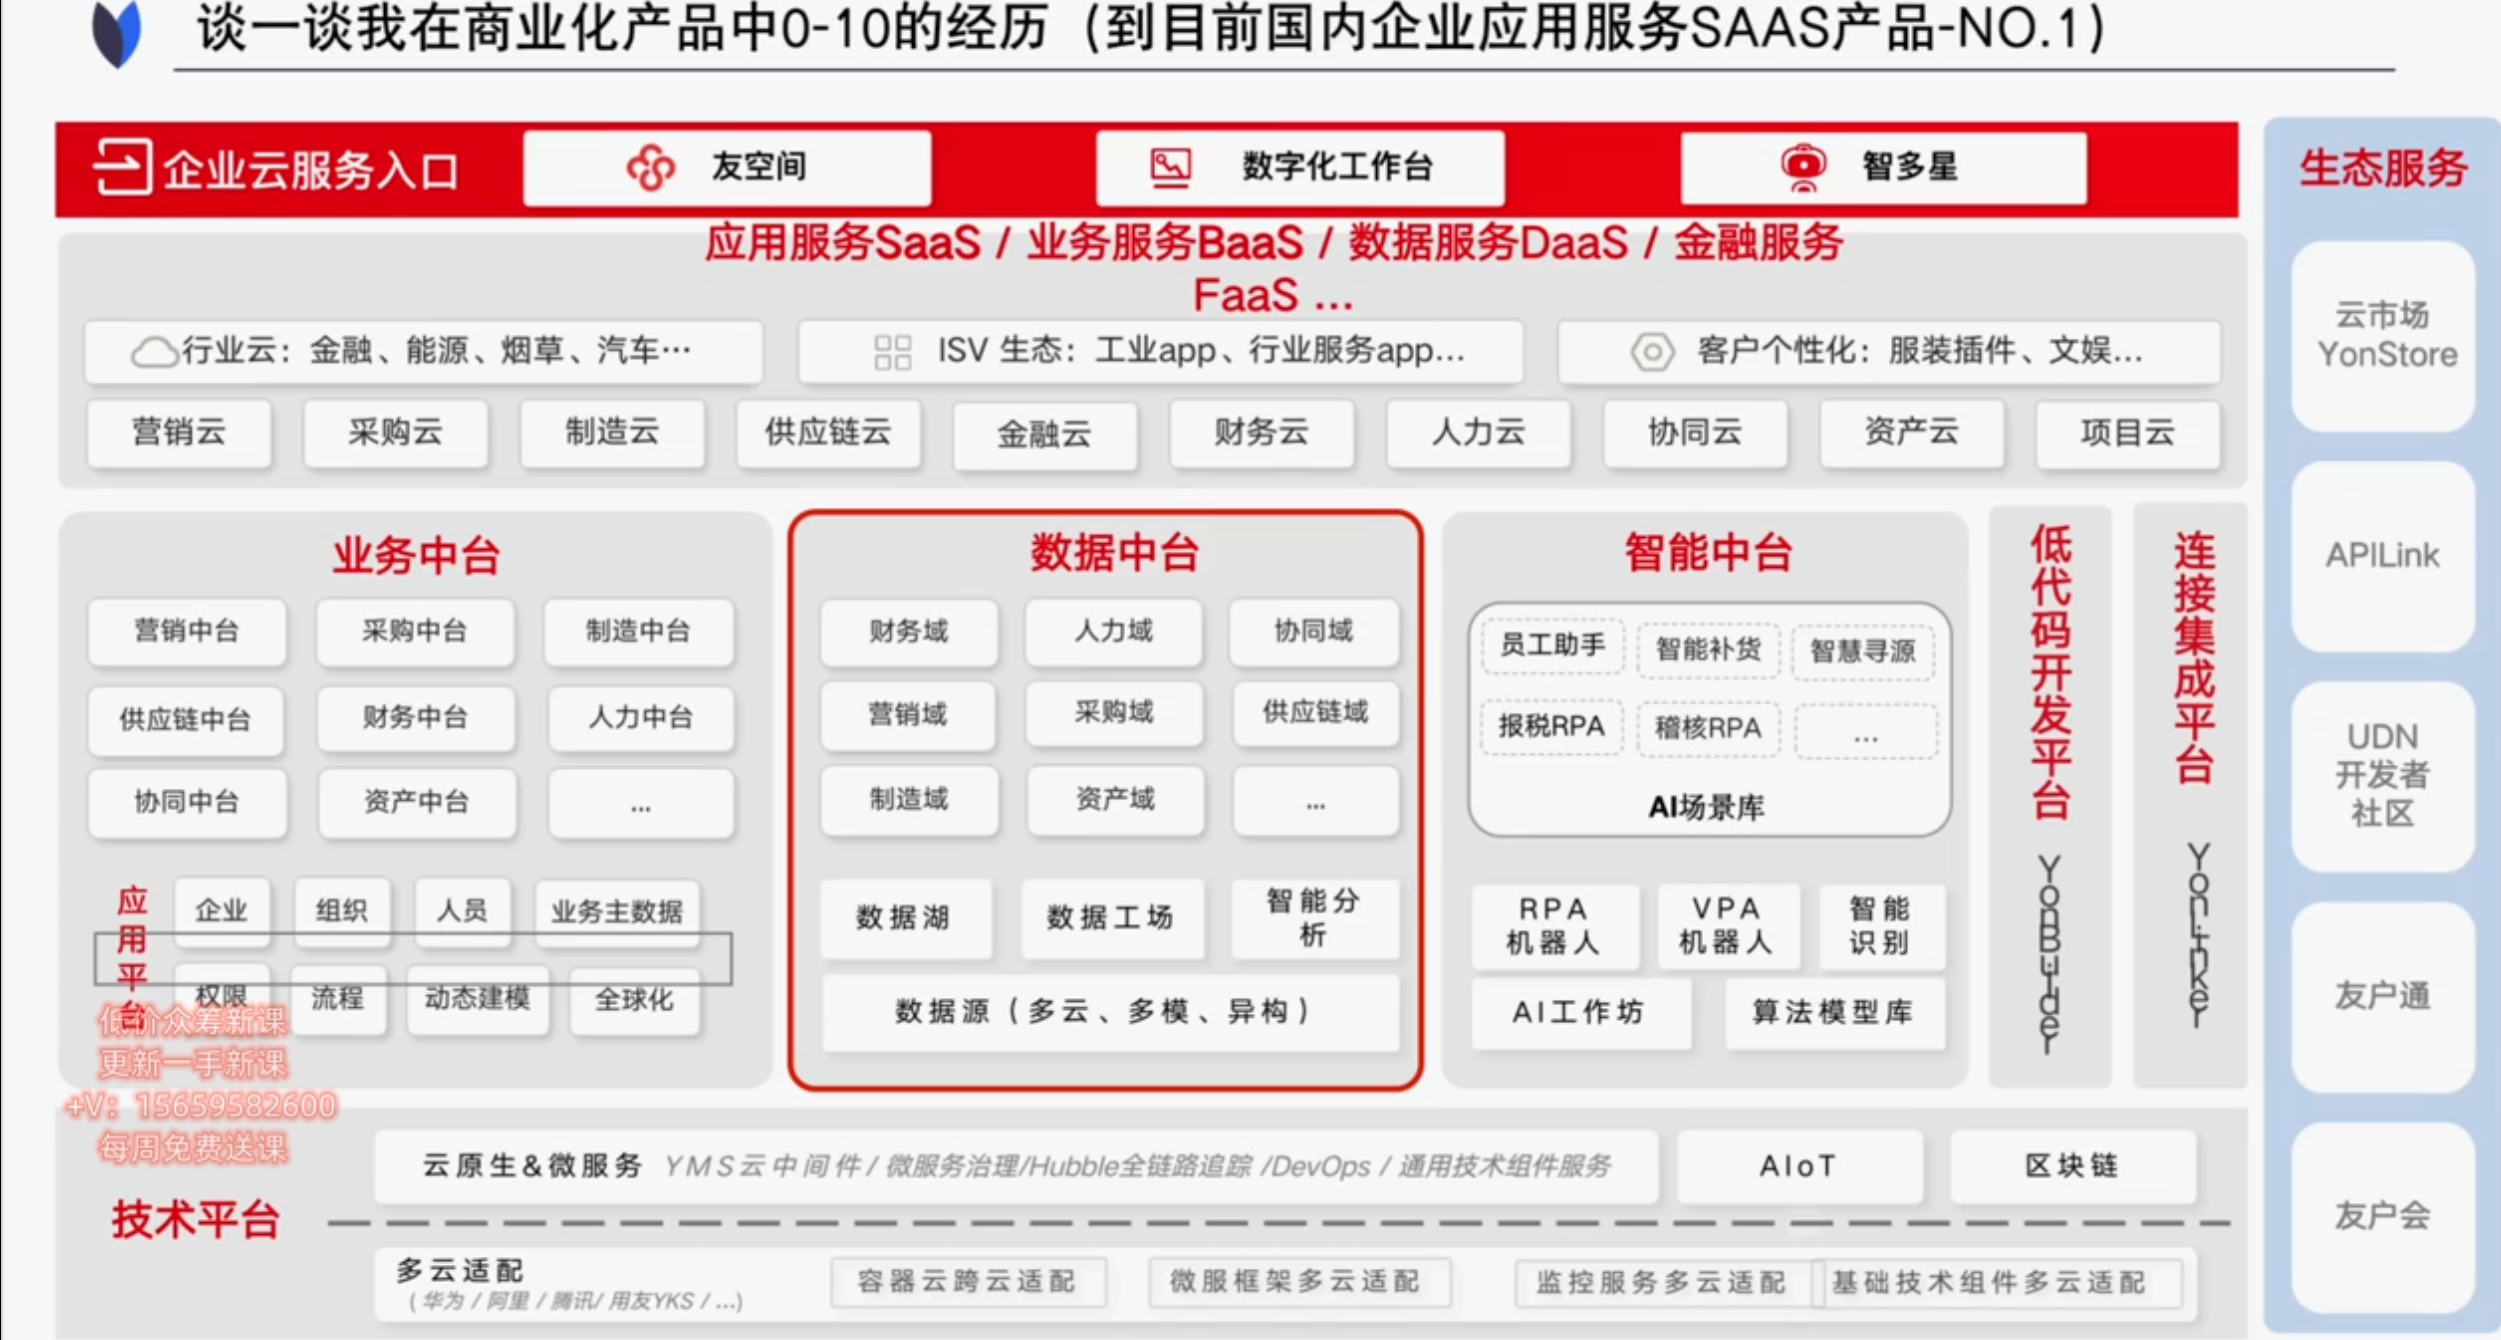 谈一谈我在商业化产品中0-10的经历（到目前国内企业应用服务SAAS产品-NO.1）
企业云服务入口
友空间
数字化工作台
智多星
应用服务SaaS / 业务服务BaaS / 数据服务DaaS / 金融服务
FaaS ...
行业云：金融、能源、烟草、汽车…
ISV 生态：工业app、行业服务app...
客户个性化：服装插件、文娱...
营销云
采购云
制造云
供应链云
金融云
财务云
人力云
协同云
资产云
项目云
业务中台
营销中台
采购中台
制造中台
供应链中台
财务中台
人力中台
协同中台
资产中台
...
应用平台
企业
组织
人员
业务主数据
权限
流程
动态建模
全球化
数据中台
财务域
人力域
协同域
营销域
采购域
供应链域
制造域
资产域
...
数据湖
数据工场
智能分
析
数据源（多云、多模、异构）
智能中台
员工助手
智能补货
智慧寻源
报税RPA
稽核RPA
...
AI场景库
RPA
机器人
VPA
机器人
智能
识别
AI工作坊
算法模型库
低代码开发平台 YonBuilder
连接集成平台 YonLinker
低价众筹新课
更新一手新课
+V：15659582600
每周免费送课
技术平台
云原生&微服务 YMS云中间件/ 微服务治理/Hubble全链路追踪 /DevOps / 通用技术组件服务
AIoT
区块链
多云适配
（华为 / 阿里 / 腾讯/ 用友YKS / ...)
容器云跨云适配
微服框架多云适配
监控服务多云适配
基础技术组件多云适配
生态服务
云市场
YonStore
APILink
UDN
开发者
社区
友户通
友户会